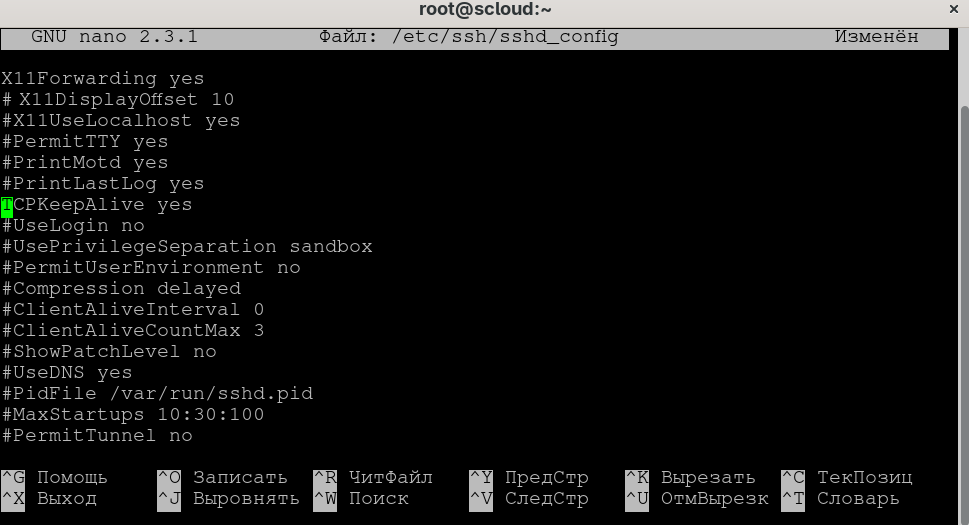 root@scloud:~ ×
GNU nano 2.3.1 Файл: /etc/ssh/sshd_config Изменён
X11Forwarding yes
# X11DisplayOffset 10
#X11UseLocalhost yes
#PermitTTY yes
#PrintMotd yes
#PrintLastLog yes
TCPKeepAlive yes
#UseLogin no
#UsePrivilegeSeparation sandbox
#PermitUserEnvironment no
#Compression delayed
#ClientAliveInterval 0
#ClientAliveCountMax 3
#ShowPatchLevel no
#UseDNS yes
#PidFile /var/run/sshd.pid
#MaxStartups 10:30:100
#PermitTunnel no
^G Помощь ^O Записать ^R ЧитФайл ^Y ПредСтр ^K Вырезать ^C ТекПозиц
^X Выход ^J Выровнять ^W Поиск ^V СледСтр ^U ОтмВырезк ^T Словарь